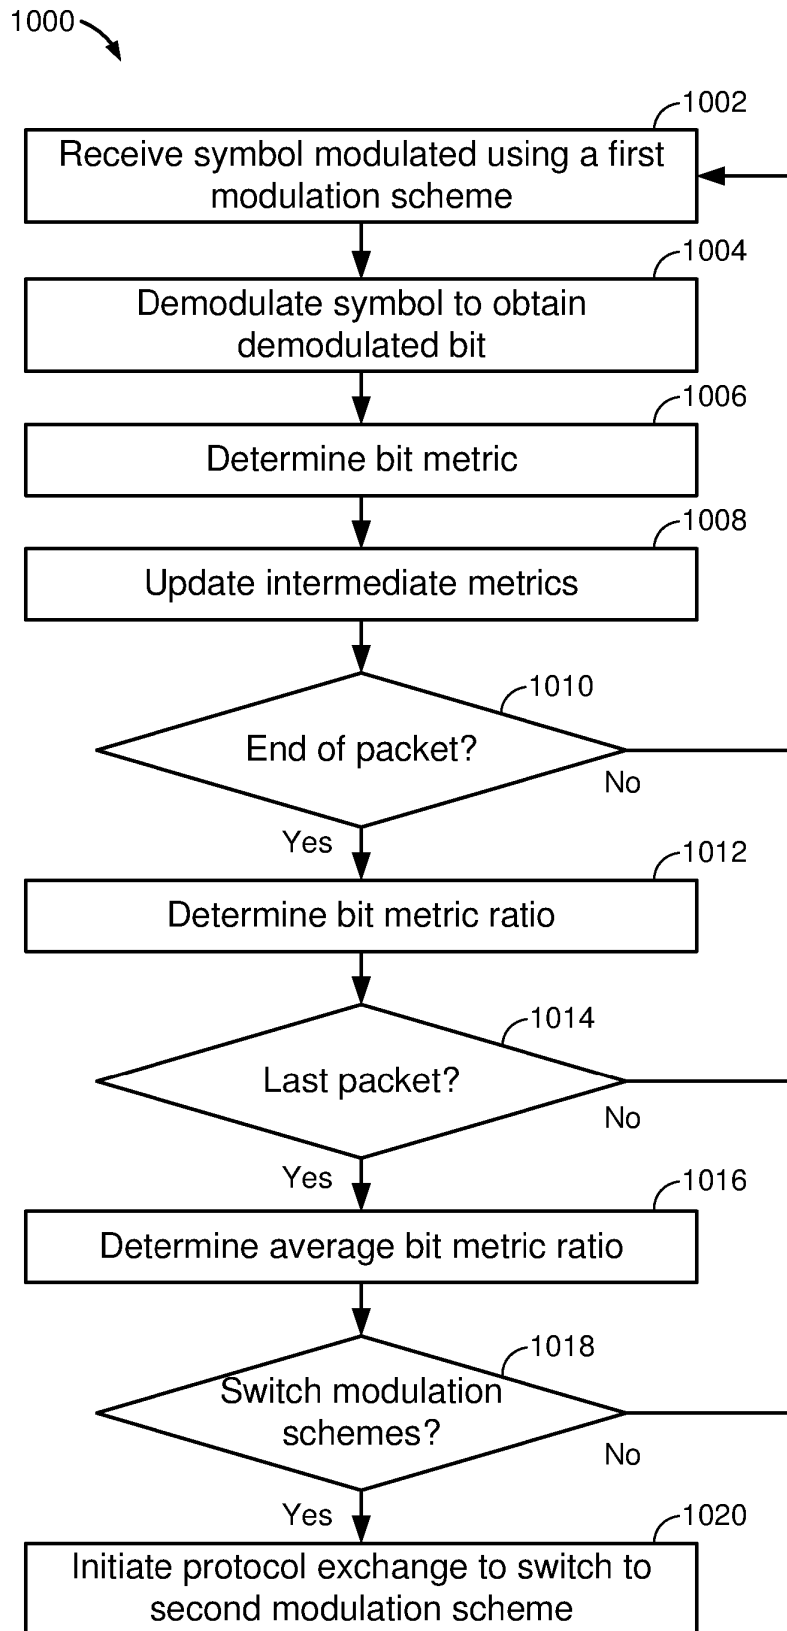 1000
1002
Receive symbol modulated using a first
modulation scheme
1004
Demodulate symbol to obtain
demodulated bit
1006
Determine bit metric
1008
Update intermediate metrics
1010
End of packet?
No
Yes
1012
Determine bit metric ratio
1014
Last packet?
No
Yes
1016
Determine average bit metric ratio
1018
Switch modulation
schemes?
No
Yes
1020
Initiate protocol exchange to switch to
second modulation scheme